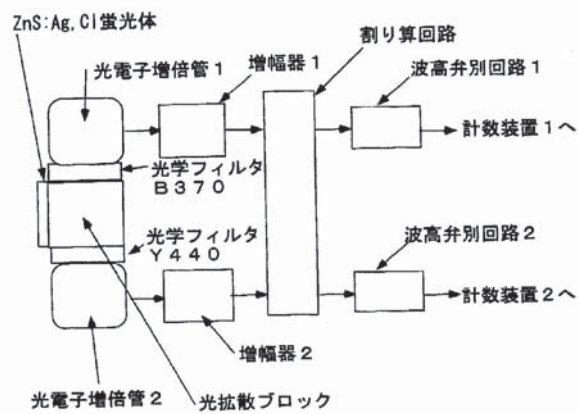 ZnS:Ag,Cl蛍光体
光電子増倍管1
増幅器1
割り算回路
波高弁別回路1
計数装置1へ
光学フィルタ
B370
光学フィルタ
Y440
波高弁別回路2
計数装置2へ
増幅器2
光電子増倍管2
光拡散ブロック